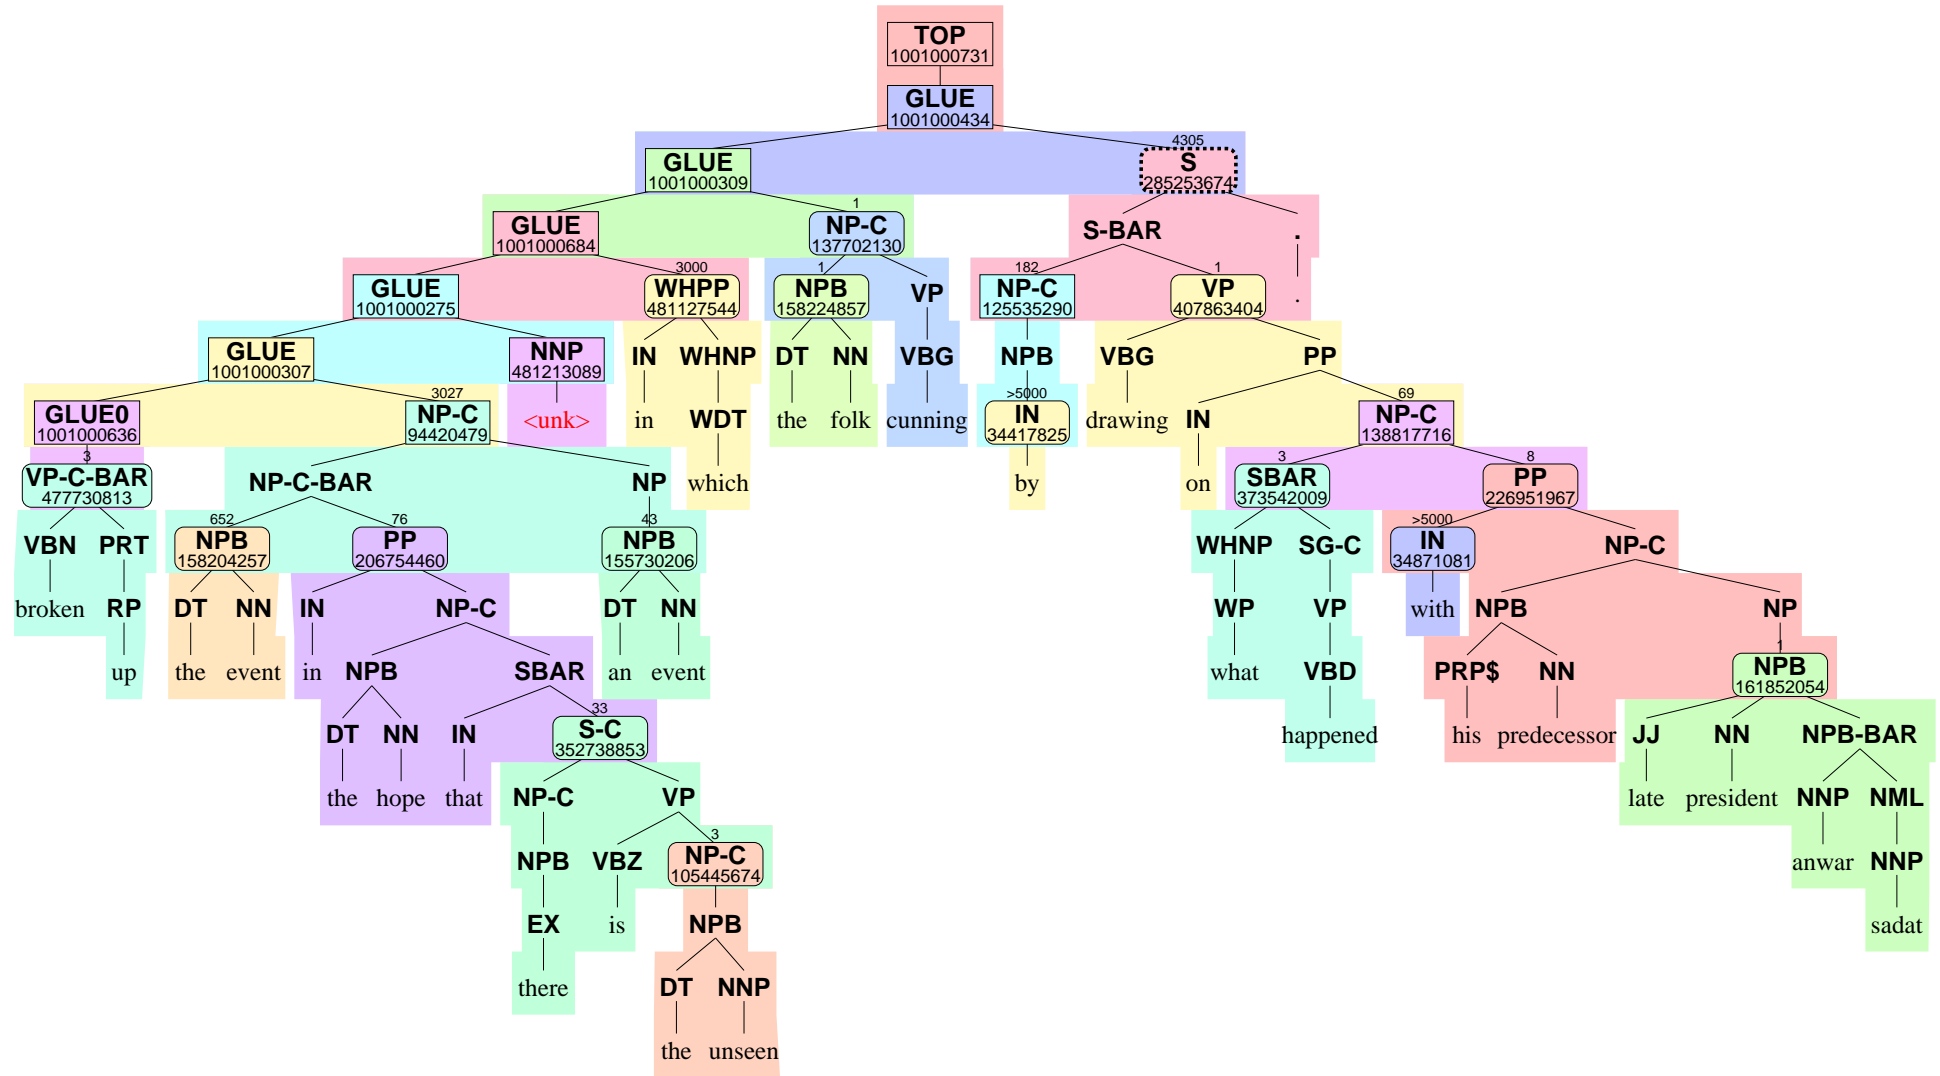 TOP
1001000731
GLUE
1001000434
4305
GLUE
1001000309
S
285253674
1
GLUE
1001000684
NP-C
137702130
S-BAR
.
3000
1
182
1
GLUE
1001000275
WHPP
481127544
NPB
158224857
VP
NP-C
125535290
VP
407863404
.
GLUE
1001000307
NNP
481213089
IN
WHNP
DT
NN
VBG
NPB
VBG
PP
3027
>5000
69
GLUE0
1001000636
NP-C
94420479
<unk>
in
WDT
the
folk
cunning
IN
34417825
drawing
IN
NP-C
138817716
3
3
8
VP-C-BAR
477730813
NP-C-BAR
NP
which
by
on
SBAR
373542009
PP
226951967
652
76
43
>5000
VBN
PRT
NPB
158204257
PP
206754460
NPB
155730206
WHNP
SG-C
IN
34871081
NP-C
broken
RP
DT
NN
IN
NP-C
DT
NN
WP
VP
with
NPB
NP
1
up
the
event
in
NPB
SBAR
an
event
what
VBD
PRP$
NN
NPB
161852054
33
DT
NN
IN
S-C
352738853
happened
his
predecessor
JJ
NN
NPB-BAR
the
hope
that
NP-C
VP
late
president
NNP
NML
3
NPB
VBZ
NP-C
105445674
anwar
NNP
EX
is
NPB
sadat
there
DT
NNP
the
unseen